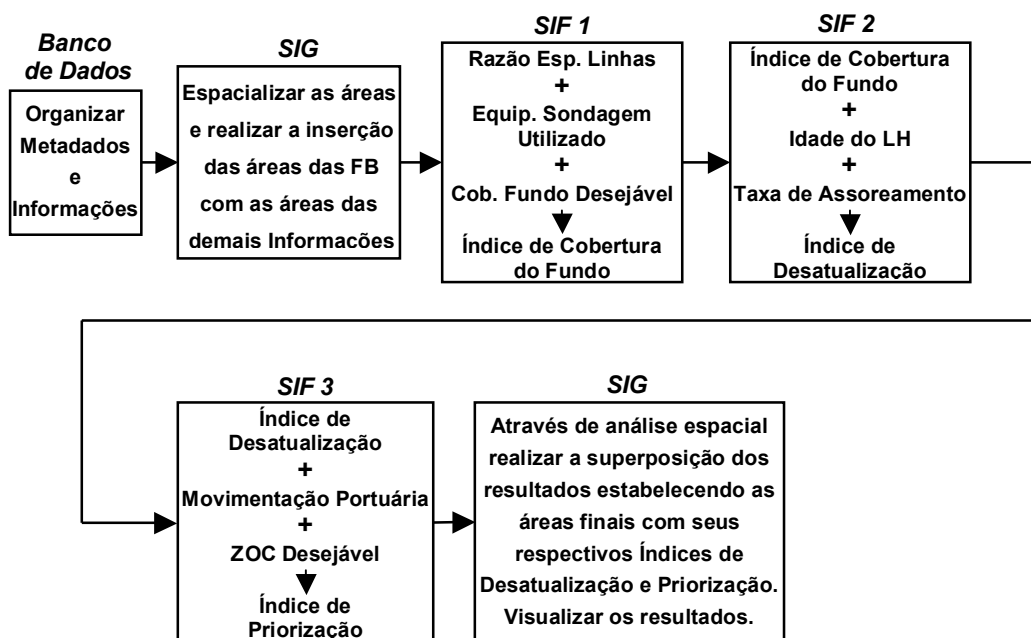 Banco
de Dados
Organizar
Metadados
e
Informações
SIG
Espacializar as áreas
e realizar a inserção
das áreas das FB
com as áreas das
demais Informacões
SIF 1
Razão Esp. Linhas
+
Equip. Sondagem
Utilizado
+
Cob. Fundo Desejável
Índice de Cobertura
do Fundo
SIF 2
Índice de Cobertura
do Fundo
+
Idade do LH
+
Taxa de Assoreamento
Índice de
Desatualização
SIF 3
Índice de
Desatualização
+
Movimentação Portuária
+
ZOC Desejável
Índice de
Priorização
SIG
Através de análise espacial
realizar a superposição dos
resultados estabelecendo as
áreas finais com seus
respectivos Índices de
Desatualização e Priorização.
Visualizar os resultados.